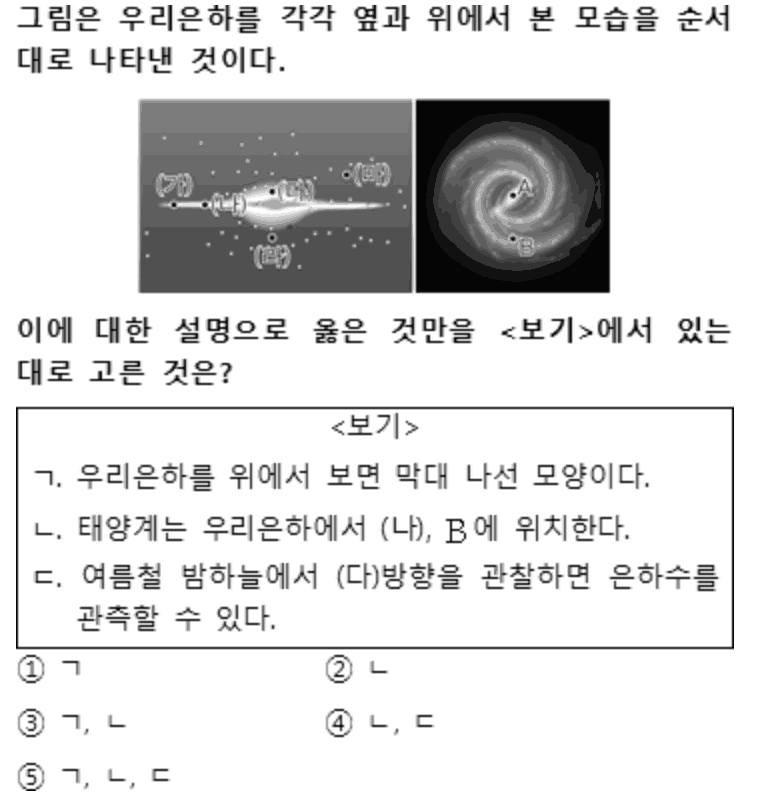 그림은 우리은하를 각각 옆과 위에서 본 모습을 순서
대로 나타낸 것이다.
(가)
(나)
(다)
(마)
(라)
A
B
이에 대한 설명으로 옳은 것만을 <보기>에서 있는
대로 고른 것은?
<보기>
ㄱ. 우리은하를 위에서 보면 막대 나선 모양이다.
ㄴ. 태양계는 우리은하에서 (나), B에 위치한다.
ㄷ. 여름철 밤하늘에서 (다)방향을 관찰하면 은하수를
관측할 수 있다.
① ㄱ ② ㄴ
③ ㄱ, ㄴ ④ ㄴ, ㄷ
⑤ ㄱ, ㄴ, ㄷ